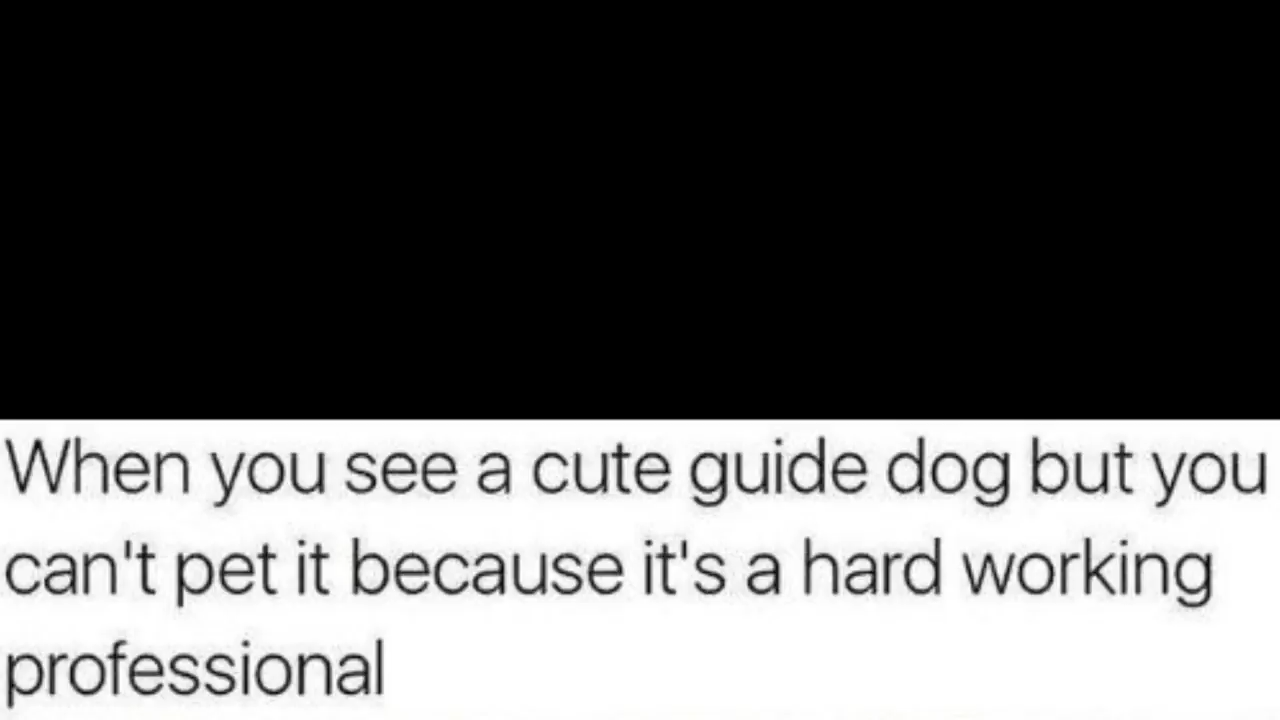 When you see a cute guide dog but you
can't pet it because it's a hard working
professional